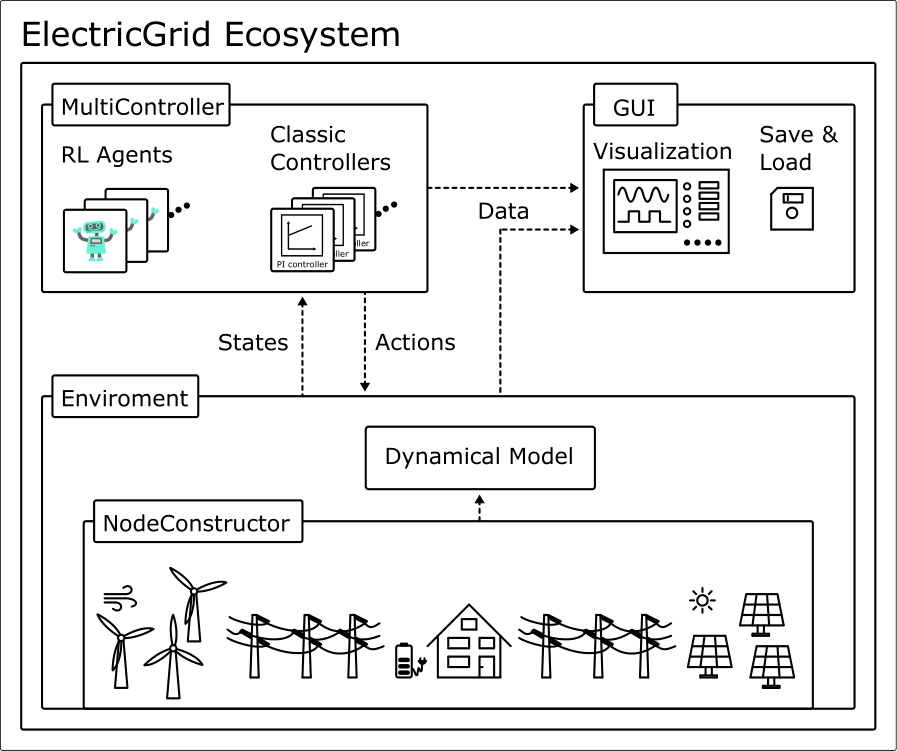 ElectricGrid Ecosystem
MultiController
RL Agents
Classic
Controllers
PI controller
ller
ller
GUI
Visualization
Save &
Load
Data
States
Actions
Enviroment
Dynamical Model
NodeConstructor